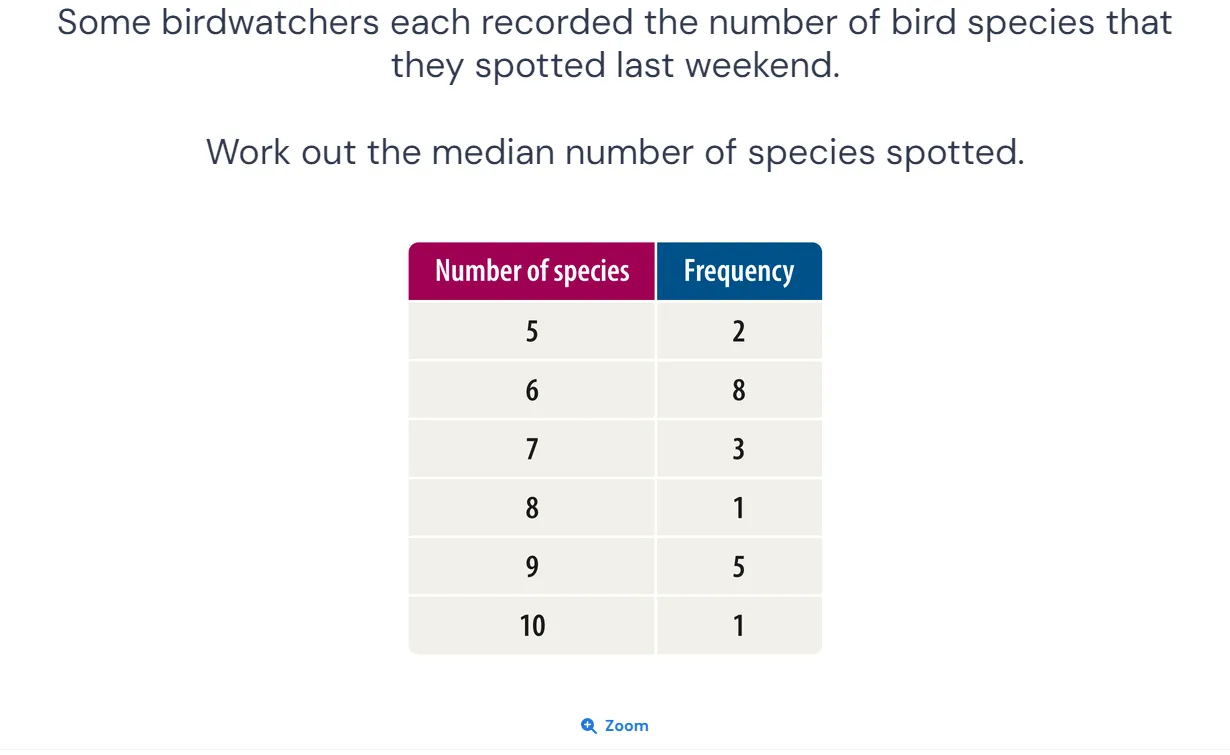 Some birdwatchers each recorded the number of bird species that
they spotted last weekend.
Work out the median number of species spotted.
Number of species Frequency
5 2
6 8
7 3
8 1
9 5
10 1
Zoom